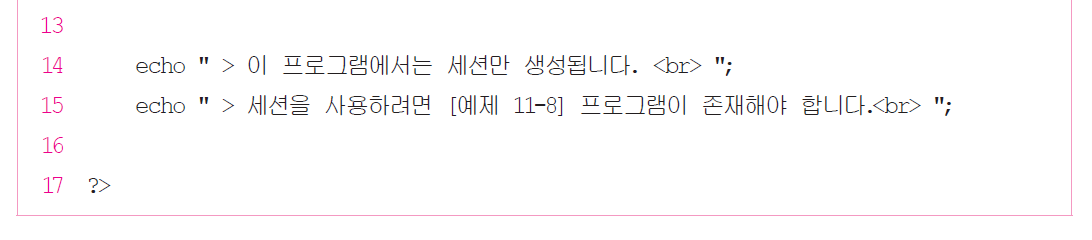 13
14 echo " > 이 프로그램에서는 세션만 생성됩니다. <br> ";
15 echo " > 세션을 사용하려면 [예제 11-8] 프로그램이 존재해야 합니다.<br> ";
16
17 ?>